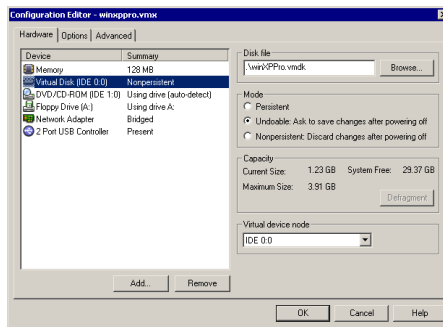 Configuration Editor - winxppro.vmx
Hardware Options Advanced
Device Summary
Memory 128 MB
Virtual Disk (IDE 0:0) Nonpersistent
DVD/CD-ROM (IDE 1:0) Using drive (auto-detect)
Floppy Drive (A:) Using drive A:
Network Adapter Bridged
2 Port USB Controller Present
Add... Remove
Disk file
.\winXPPro.vmdk Browse...
Mode
Persistent
Undoable: Ask to save changes after powering off
Nonpersistent: Discard changes after powering off
Capacity
Current Size: 1.23 GB System Free: 29.37 GB
Maximum Size: 3.91 GB
Defragment
Virtual device node
IDE 0:0
OK Cancel Help